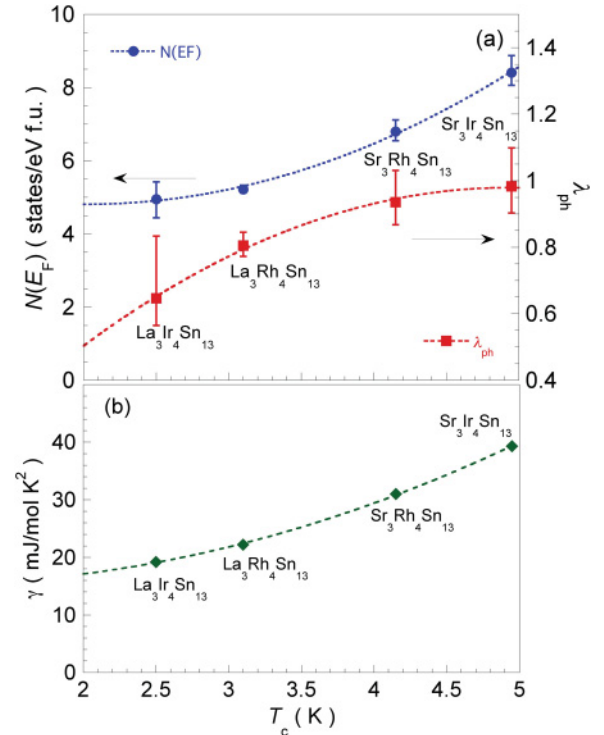 (a)
N(EF)
Sr3Ir4Sn13
Sr3Rh4Sn13
La3Rh4Sn13
La3Ir4Sn13
λph
N(EF) ( states/eV f.u. )
10
8
6
4
2
0
λph
1.4
1.2
1
0.8
0.6
0.4
(b)
Sr3Ir4Sn13
Sr3Rh4Sn13
La3Rh4Sn13
La3Ir4Sn13
γ ( mJ/mol K²)
40
30
20
10
0
2 2.5 3 3.5 4 4.5 5
Tc ( K )